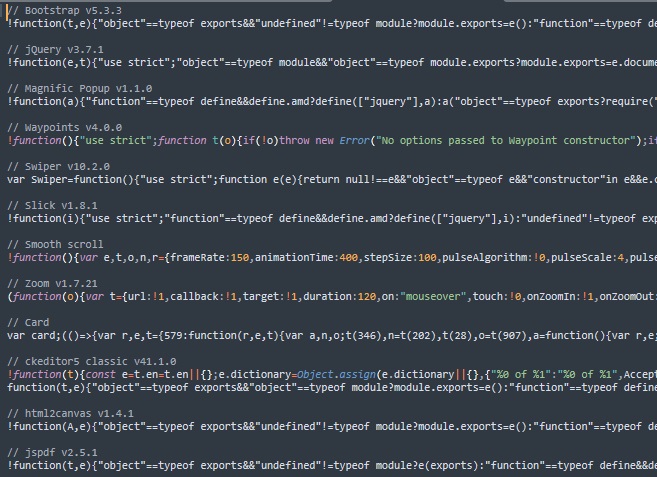 // Bootstrap v5.3.3
!function(t,e){"object"==typeof exports&&"undefined"!=typeof module?module.exports=e():"function"==typeof de
// jQuery v3.7.1
!function(e,t){"use strict";"object"==typeof module&&"object"==typeof module.exports?module.exports=e.docume
// Magnific Popup v1.1.0
!function(a){"function"==typeof define&&define.amd?define(["jquery"],a):a("object"==typeof exports?require("
// Waypoints v4.0.0
!function(){"use strict";function t(o){if(!o)throw new Error("No options passed to Waypoint constructor");if
// Swiper v10.2.0
var Swiper=function(){"use strict";function e(e){return null!==e&&"object"==typeof e&&"constructor"in e&&e.c
// Slick v1.8.1
!function(i){"use strict";"function"==typeof define&&define.amd?define(["jquery"],i):"undefined"!=typeof exp
// Smooth scroll
!function(){var e,t,o,n,r={frameRate:150,animationTime:400,stepSize:100,pulseAlgorithm:!0,pulseScale:4,pulse
// Zoom v1.7.21
(function(o){var t={url:!1,callback:!1,target:!1,duration:120,on:"mouseover",touch:!0,onZoomIn:!1,onZoomOut:
// Card
var card;(()=>{var r,e,t={579:function(r,e,t){var a,n,o;t(346),n=t(202),t(28),o=t(907),a=function(){var r,e,
// ckeditor5 classic v41.1.0
!function(t){const e=t.en=t.en||{};e.dictionary=Object.assign(e.dictionary||{},{"%0 of %1":"%0 of %1",Accept
function(t,e){"object"==typeof exports&&"object"==typeof module?module.exports=e():"function"==typeof define
// html2canvas v1.4.1
!function(A,e){"object"==typeof exports&&"undefined"!=typeof module?module.exports=e():"function"==typeof de
// jspdf v2.5.1
!function(t,e){"object"==typeof exports&&"undefined"!=typeof module?e(exports):"function"==typeof define&&de